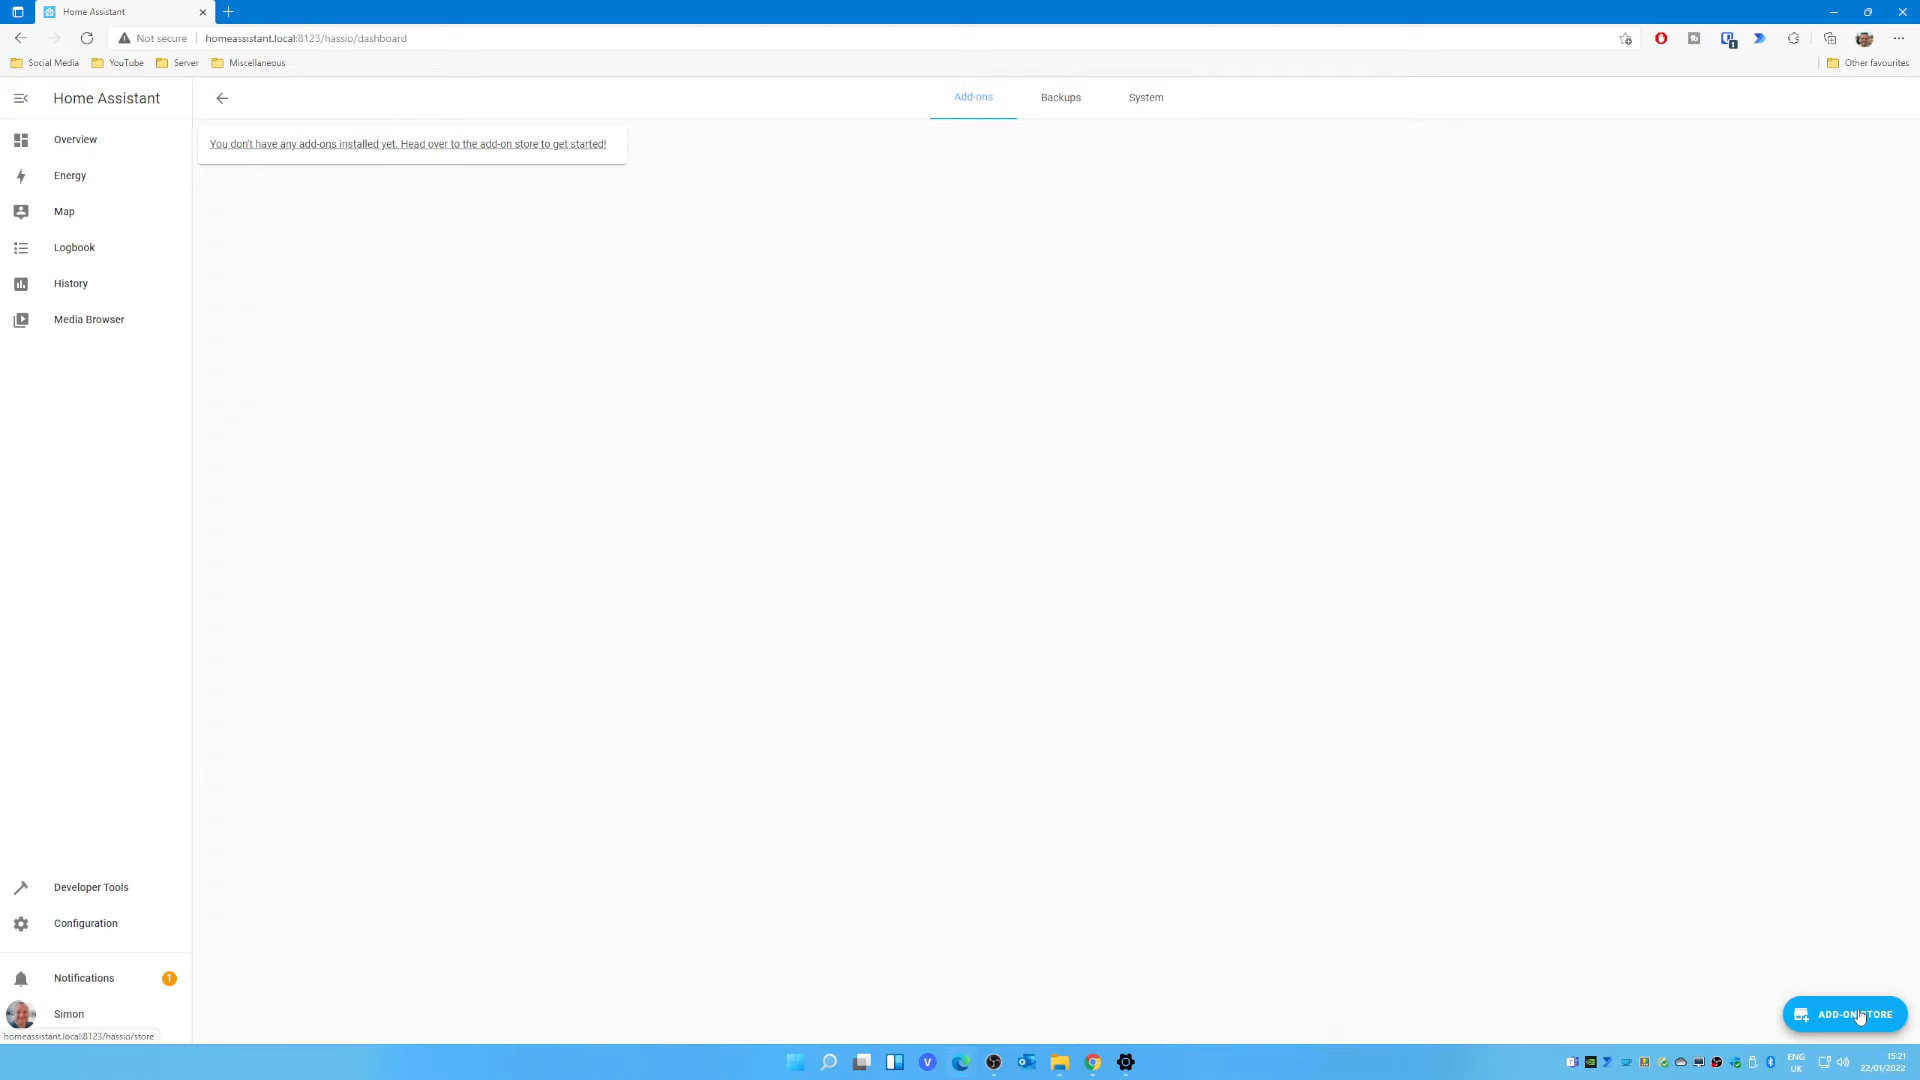 Home Assistant
Not secure
homeassistant.local:8123/hassio/dashboard
1
Social Media
YouTube
Server
Miscellaneous
Other favourites
Home Assistant
Add-ons
Backups
System
You don't have any add-ons installed yet. Head over to the add-on store to get started!
Overview
Energy
Map
Logbook
History
Media Browser
Developer Tools
Configuration
Notifications
1
Simon
homeassistant.local:8123/hassio/store
ADD-ON STORE
V
ENG
UK
15:21
22/01/2022